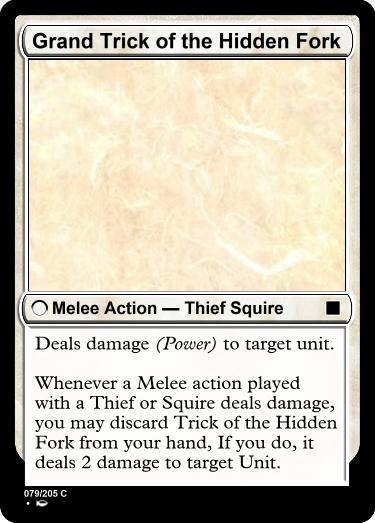 Grand Trick of the Hidden Fork
Melee Action — Thief Squire
Deals damage (Power) to target unit.
Whenever a Melee action played
with a Thief or Squire deals damage,
you may discard Trick of the Hidden
Fork from your hand, If you do, it
deals 2 damage to target Unit.
079/205 C